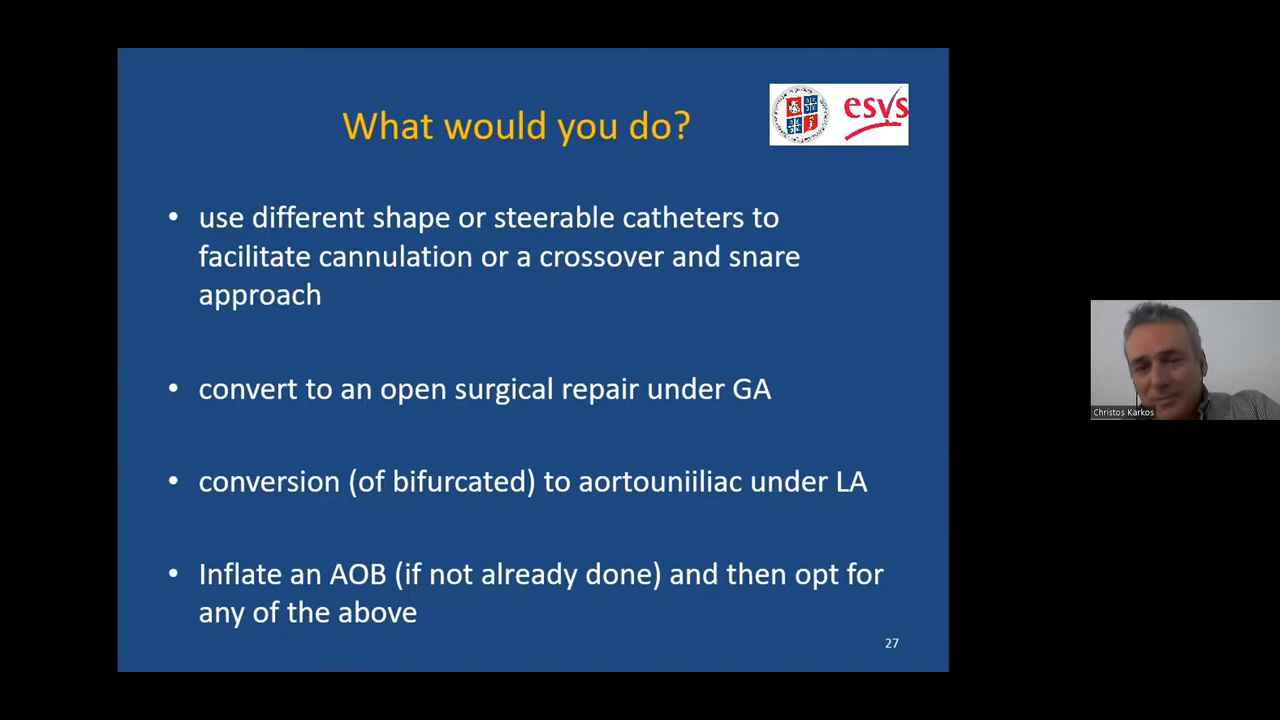 What would you do?
esvs
• use different shape or steerable catheters to
facilitate cannulation or a crossover and snare
approach
• convert to an open surgical repair under GA
• conversion (of bifurcated) to aortouniiliac under LA
• Inflate an AOB (if not already done) and then opt for
any of the above
27
Christos Karkos